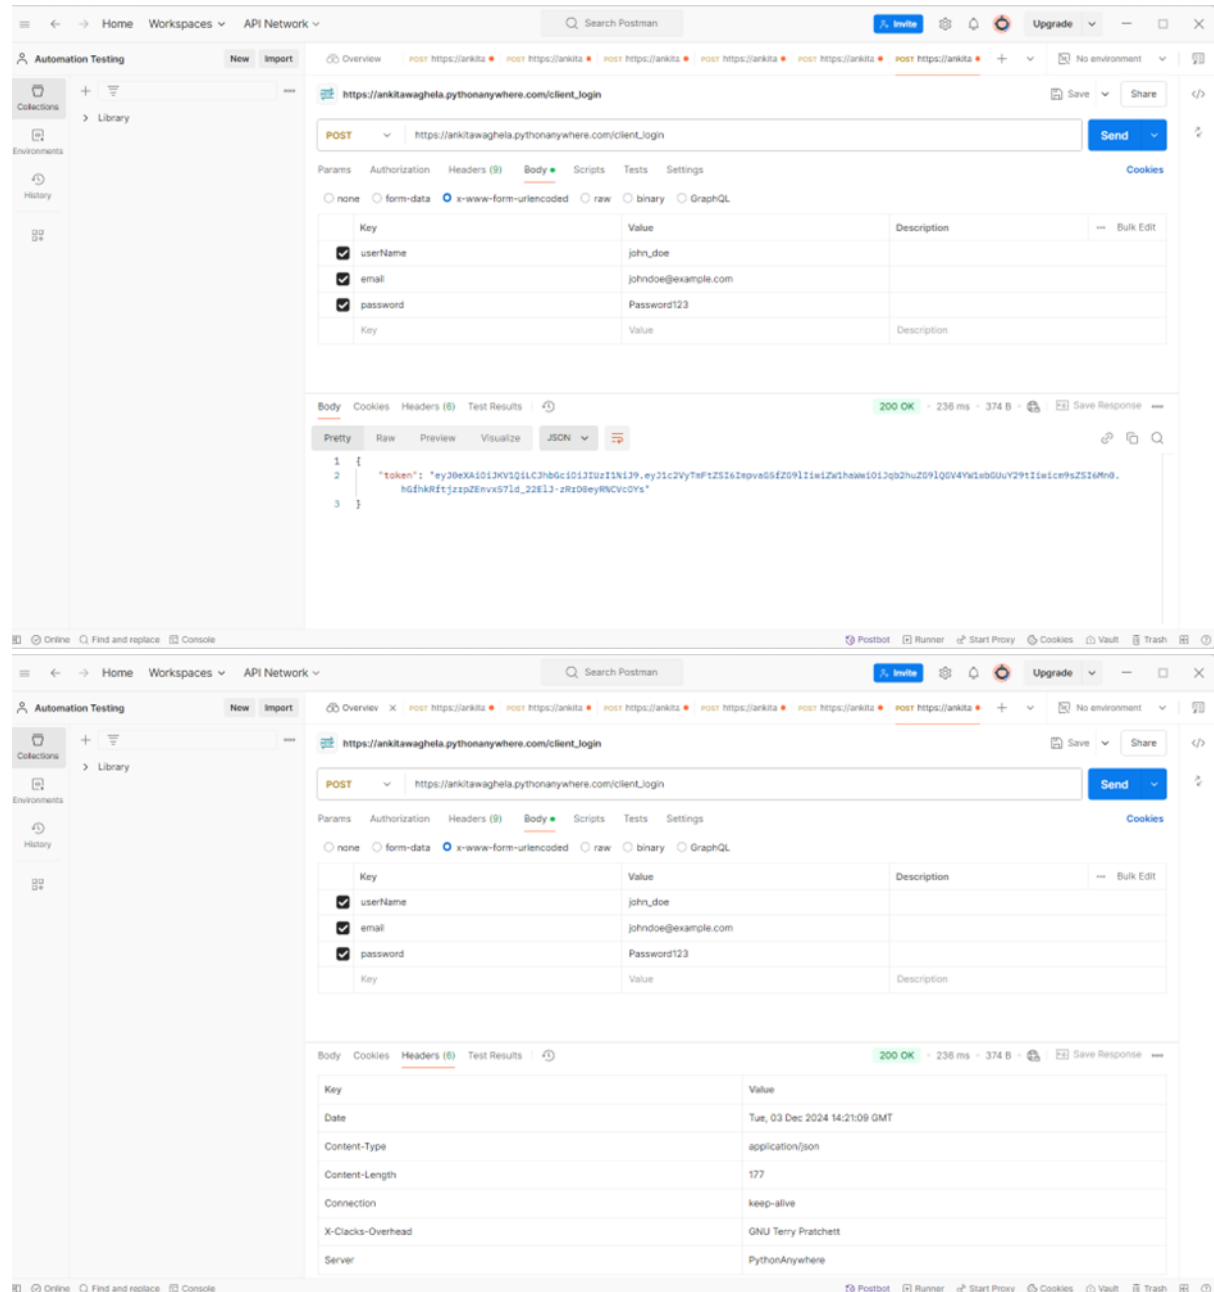 Home Workspaces API Network Search Postman Invite Upgrade
Automation Testing New Import Overview POST https://ankita POST https://ankita POST https://ankita POST https://ankita POST https://ankita POST https://ankita No environment
Collections
Library
https://ankitawaghela.pythonanywhere.com/client_login Save Share
Environments
POST https://ankitawaghela.pythonanywhere.com/client_login Send
History
Params Authorization Headers (9) Body Scripts Tests Settings Cookies
none form-data x-www-form-urlencoded raw binary GraphQL
Key Value Description Bulk Edit
userName john_doe
email johndoe@example.com
password Password123
Key Value Description
Body Cookies Headers (6) Test Results 200 OK 236 ms 374 B Save Response
Pretty Raw Preview Visualize JSON
1 {
2 "token":
3 }
Online Find and replace Console Postbot Runner Start Proxy Cookies Vault Trash
Home Workspaces API Network Search Postman Invite Upgrade
Automation Testing New Import Overview POST https://ankita POST https://ankita POST https://ankita POST https://ankita POST https://ankita POST https://ankita No environment
Collections
Library
https://ankitawaghela.pythonanywhere.com/client_login Save Share
Environments
POST https://ankitawaghela.pythonanywhere.com/client_login Send
History
Params Authorization Headers (9) Body Scripts Tests Settings Cookies
none form-data x-www-form-urlencoded raw binary GraphQL
Key Value Description Bulk Edit
userName john_doe
email johndoe@example.com
password Password123
Key Value Description
Body Cookies Headers (6) Test Results 200 OK 236 ms 374 B Save Response
Key Value
Date Tue, 03 Dec 2024 14:21:09 GMT
Content-Type application/json
Content-Length 177
Connection keep-alive
X-Clacks-Overhead GNU Terry Pratchett
Server PythonAnywhere
Online Find and replace Console Postbot Runner Start Proxy Cookies Vault Trash